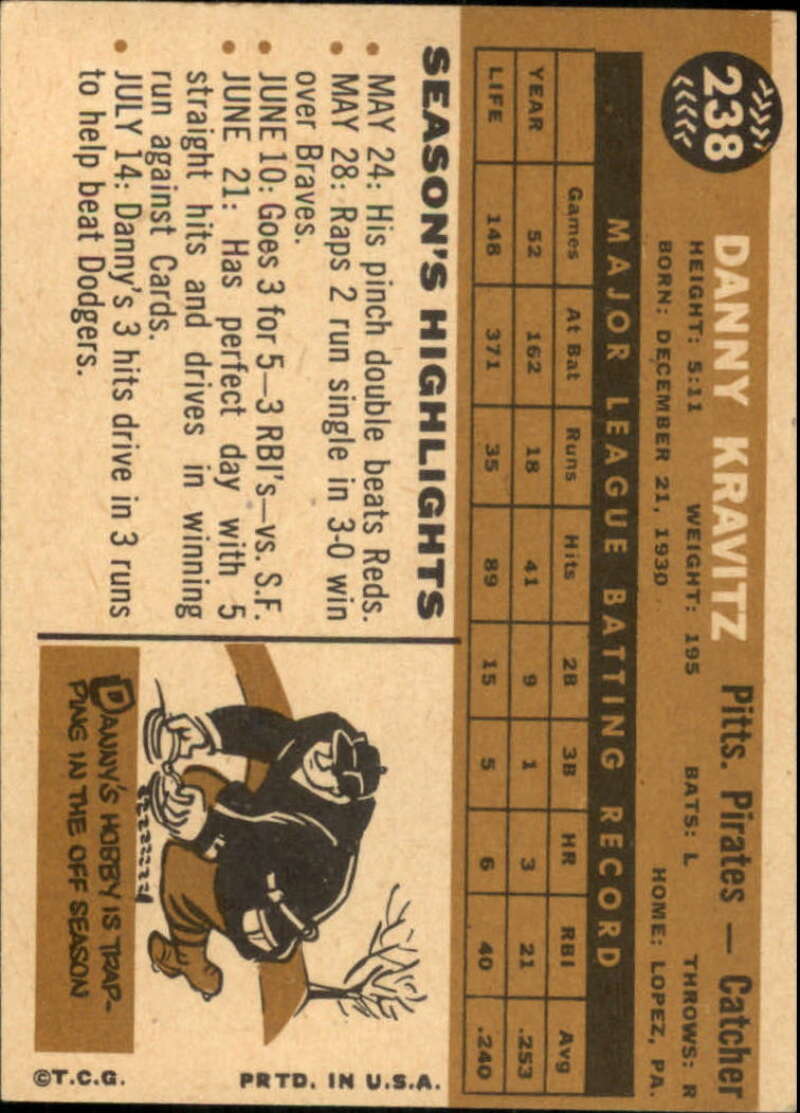 238
DANNY KRAVITZ Pitts. Pirates — Catcher
HEIGHT: 5:11 WEIGHT: 195 BATS: L THROWS: R
BORN: DECEMBER 21, 1930 HOME: LOPEZ, PA.
MAJOR LEAGUE BATTING RECORD
Games At Bat Runs Hits 2B 3B HR RBI Avg
YEAR 52 162 18 41 9 1 3 21 .253
LIFE 148 371 35 89 15 5 6 40 .240
SEASON'S HIGHLIGHTS
• MAY 24: His pinch double beats Reds.
• MAY 28: Raps 2 run single in 3-0 win
over Braves.
• JUNE 10: Goes 3 for 5—3 RBI's—vs. S.F.
• JUNE 21: Has perfect day with 5
straight hits and drives in winning
run against Cards.
• JULY 14: Danny's 3 hits drive in 3 runs
to help beat Dodgers.
DANNY'S HOBBY IS TRAP-
PING IN THE OFF SEASON
©T.C.G. PRTD. IN U.S.A.